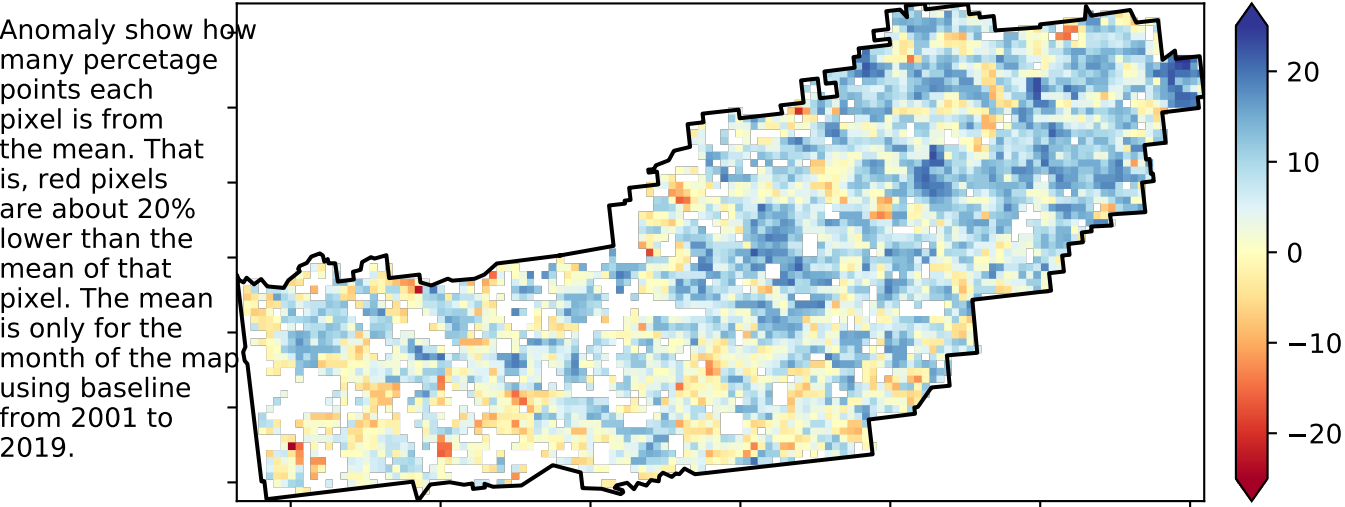 Anomaly show how
many percetage
points each
pixel is from
the mean. That
is, red pixels
are about 20%
lower than the
mean of that
pixel. The mean
is only for the
month of the map
using baseline
from 2001 to
2019.
20
10
0
−10
−20